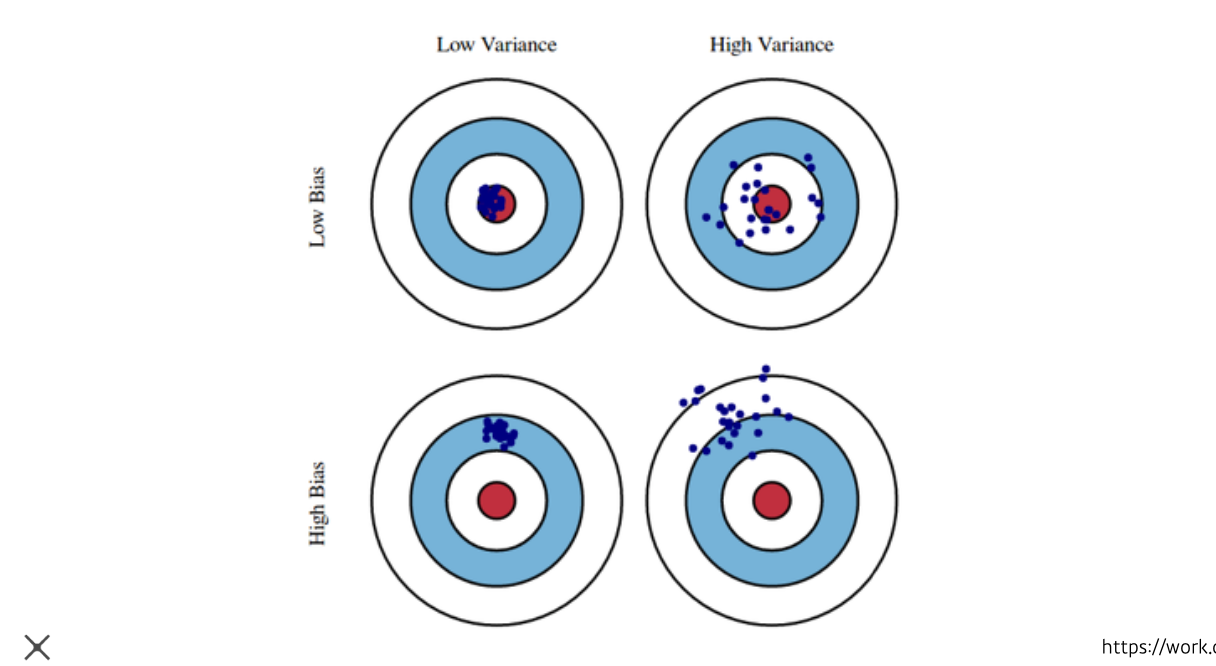 Low Variance
High Variance
Low Bias
High Bias
https://work.